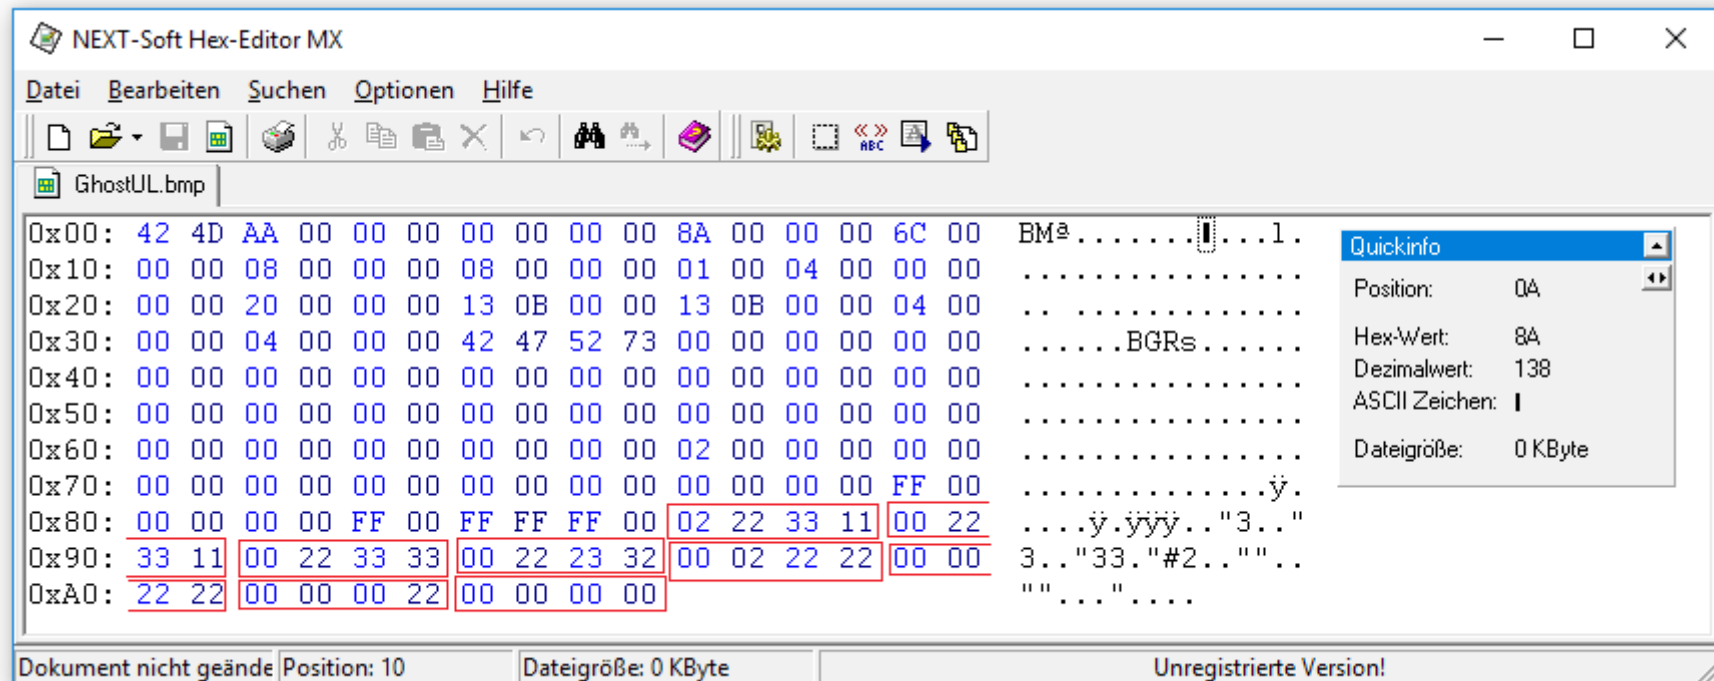 NEXT-Soft Hex-Editor MX
Datei Bearbeiten Suchen Optionen Hilfe
GhostUL.bmp
0x00: 42 4D AA 00 00 00 00 00 00 00 8A 00 00 00 6C 00 BMª.......▌...l.
0x10: 00 00 08 00 00 00 08 00 00 00 01 00 04 00 00 00 ................
0x20: 00 00 20 00 00 00 13 0B 00 00 13 0B 00 00 04 00 .. .............
0x30: 00 00 04 00 00 00 42 47 52 73 00 00 00 00 00 00 ......BGRs......
0x40: 00 00 00 00 00 00 00 00 00 00 00 00 00 00 00 00 ................
0x50: 00 00 00 00 00 00 00 00 00 00 00 00 00 00 00 00 ................
0x60: 00 00 00 00 00 00 00 00 00 00 02 00 00 00 00 00 ................
0x70: 00 00 00 00 00 00 00 00 00 00 00 00 00 00 FF 00 ..............ÿ.
0x80: 00 00 00 00 FF 00 FF FF FF 00 02 22 33 11 00 22 ....ÿ.ÿÿÿ.."3.."
0x90: 33 11 00 22 33 33 00 22 23 32 00 02 22 22 00 00 3.."33."#2..""..
0xA0: 22 22 00 00 00 22 00 00 00 00 ""..."....
Quickinfo
Position: 0A
Hex-Wert: 8A
Dezimalwert: 138
ASCII Zeichen: ▌
Dateigröße: 0 KByte
Dokument nicht geände Position: 10 Dateigröße: 0 KByte Unregistrierte Version!